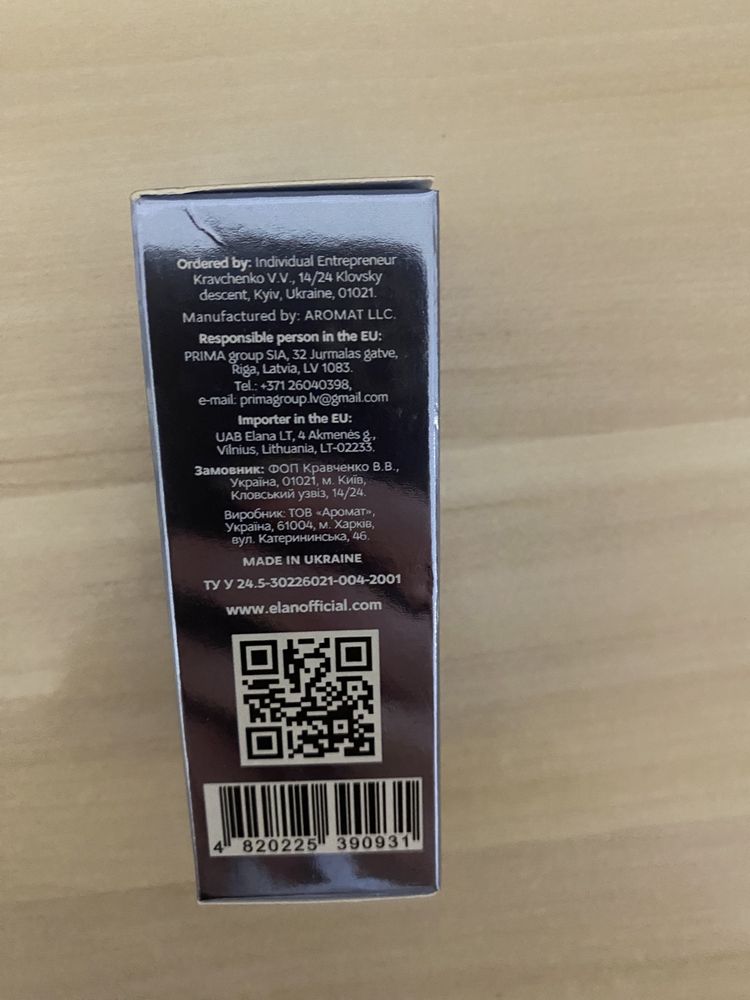 Ordered by: Individual Entrepreneur
Kravchenko V.V., 14/24 Klovsky
descent, Kyiv, Ukraine, 01021.
Manufactured by: AROMAT LLC.
Responsible person in the EU:
PRIMA group SIA, 32 Jurmalas gatve,
Riga, Latvia, LV 1083.
Tel.: +371 26040398,
e-mail: primagroup.lv@gmail.com
Importer in the EU:
UAB Elana LT, 4 Akmenės g.,
Vilnius, Lithuania, LT-02233.
Замовник: ФОП Кравченко В.В.,
Україна, 01021, м. Київ,
Кловський узвіз, 14/24.
Виробник: ТОВ «Аромат»,
Україна, 61004, м. Харків,
вул. Катерининська, 46.
MADE IN UKRAINE
ТУ У 24.5-30226021-004-2001
www.elanofficial.com
4 820225 390931